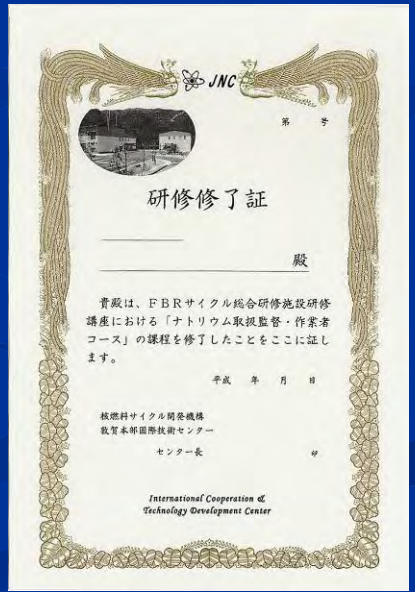 JNC
第 号
研修修了証
殿
貴殿は、ＦＢＲサイクル総合研修施設研修
講座における「ナトリウム取扱監督・作業者
コース」の課程を修了したことをここに証し
ます。
平成 年 月 日
核燃料サイクル開発機構
敦賀本部国際技術センター
センター長 印
International Cooperation &
Technology Development Center